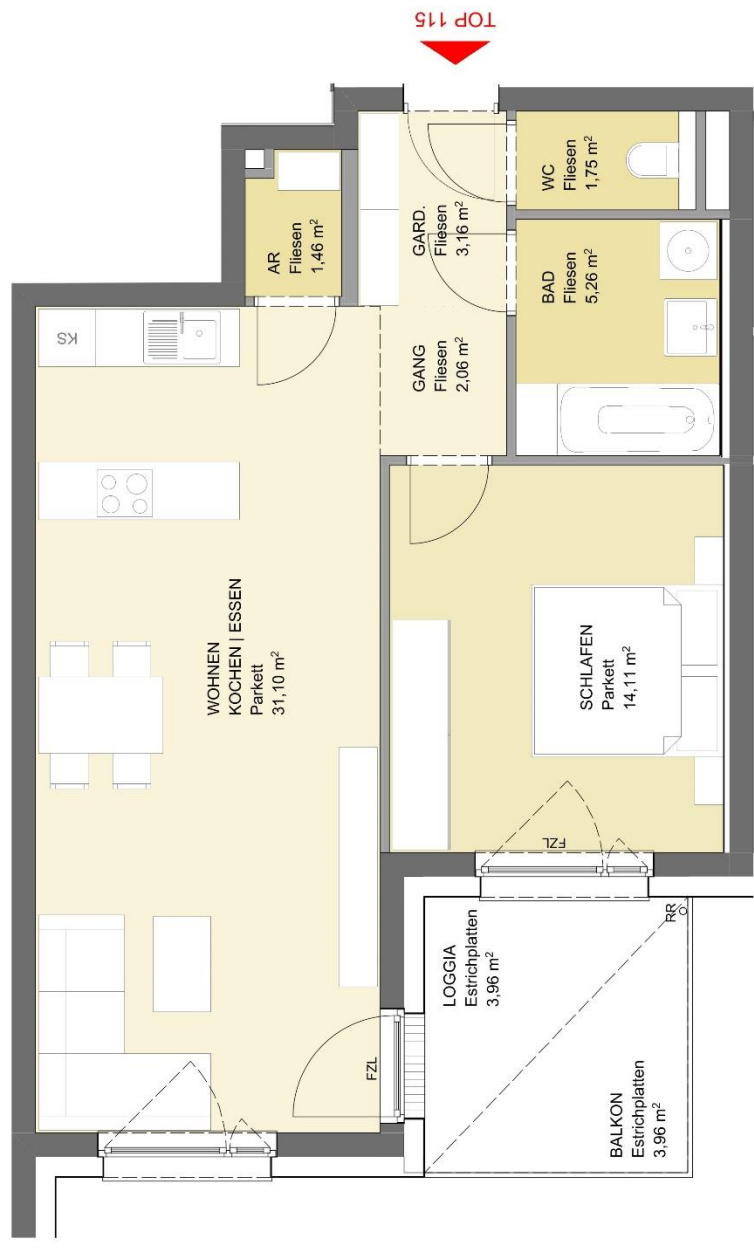 TOP 115
WC
Fliesen
1,75 m²
GARD.
Fliesen
3,16 m²
AR
Fliesen
1,46 m²
BAD
Fliesen
5,26 m²
GANG
Fliesen
2,06 m²
KS
WOHNEN
KOCHEN | ESSEN
Parkett
31,10 m²
SCHLAFEN
Parkett
14,11 m²
FZL
FZL
LOGGIA
Estrichplatten
3,96 m²
RR
BALKON
Estrichplatten
3,96 m²